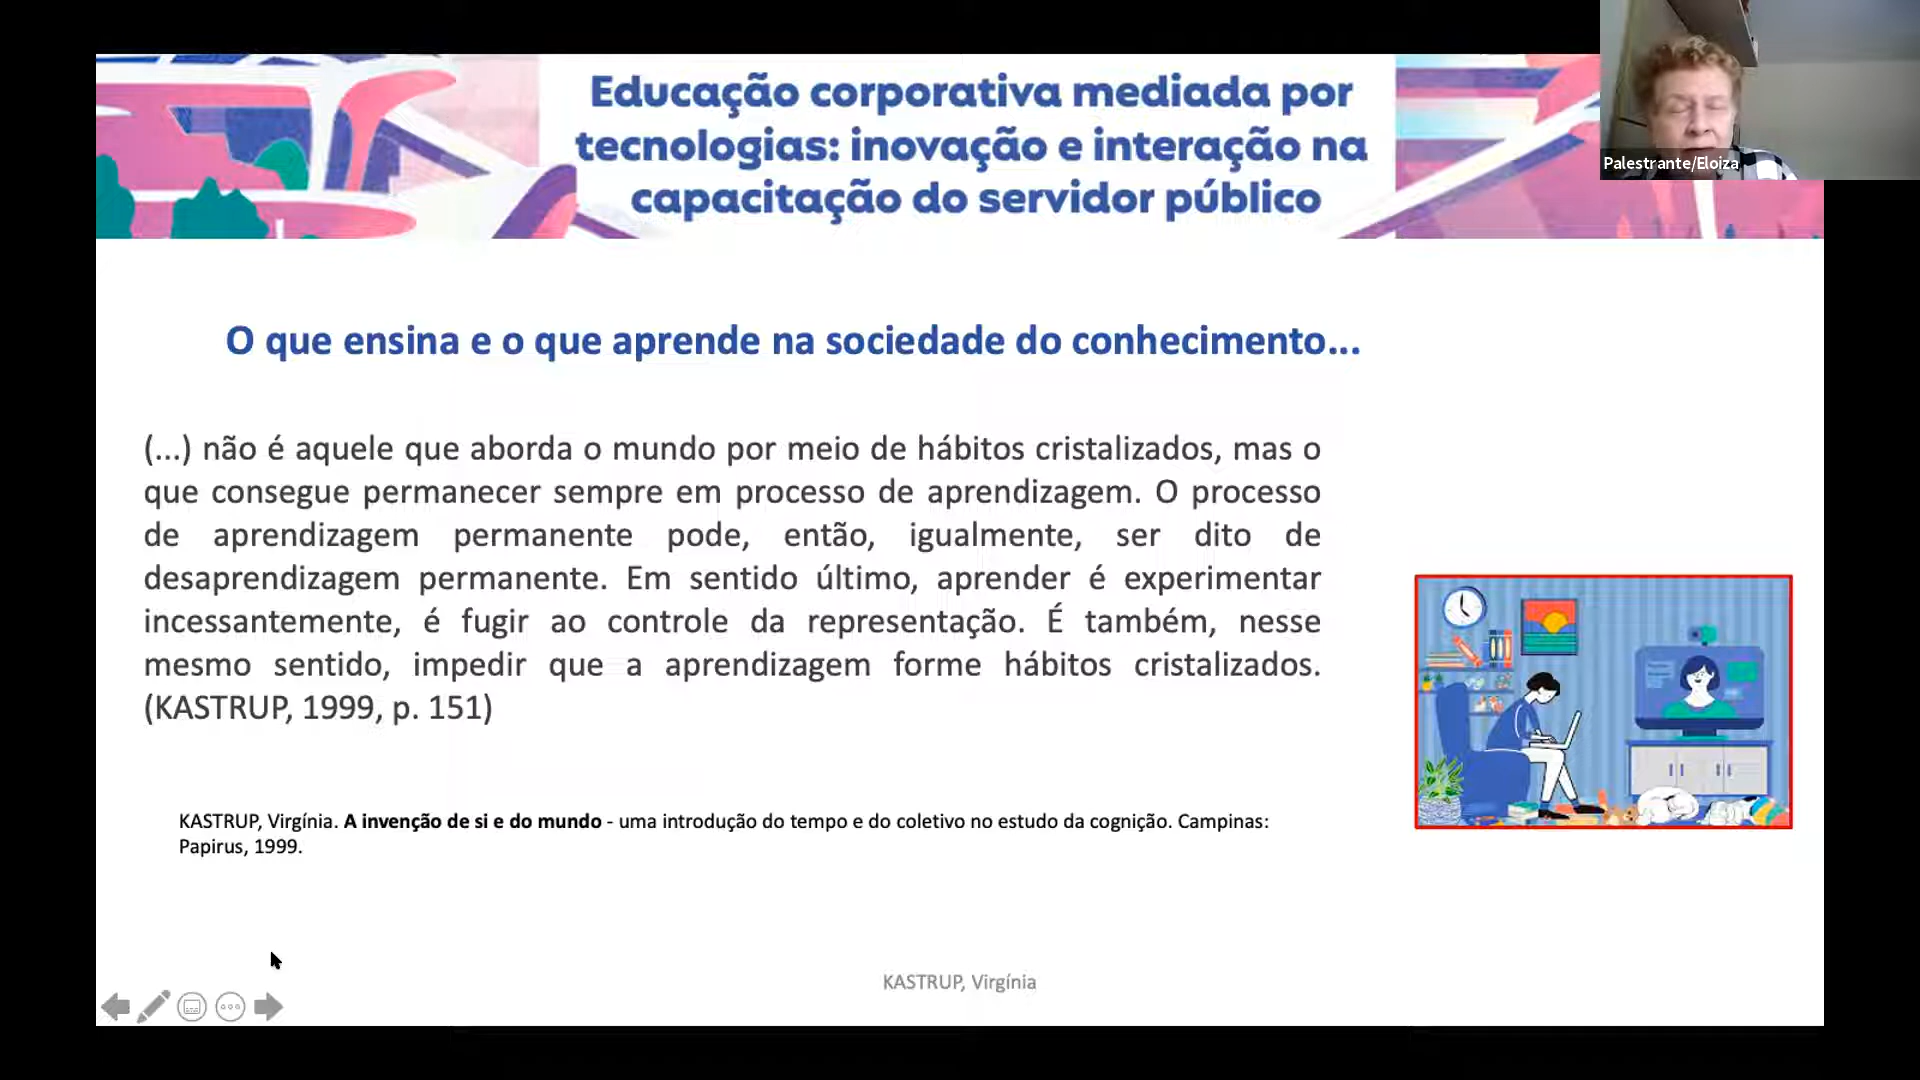 Educação corporativa mediada por
tecnologias: inovação e interação na
capacitação do servidor público
Palestrante/Eloiza
O que ensina e o que aprende na sociedade do conhecimento...
(...) não é aquele que aborda o mundo por meio de hábitos cristalizados, mas o
que consegue permanecer sempre em processo de aprendizagem. O processo
de aprendizagem permanente pode, então, igualmente, ser dito de
desaprendizagem permanente. Em sentido último, aprender é experimentar
incessantemente, é fugir ao controle da representação. É também, nesse
mesmo sentido, impedir que a aprendizagem forme hábitos cristalizados.
(KASTRUP, 1999, p. 151)
KASTRUP, Virgínia. A invenção de si e do mundo - uma introdução do tempo e do coletivo no estudo da cognição. Campinas:
Papirus, 1999.
KASTRUP, Virgínia